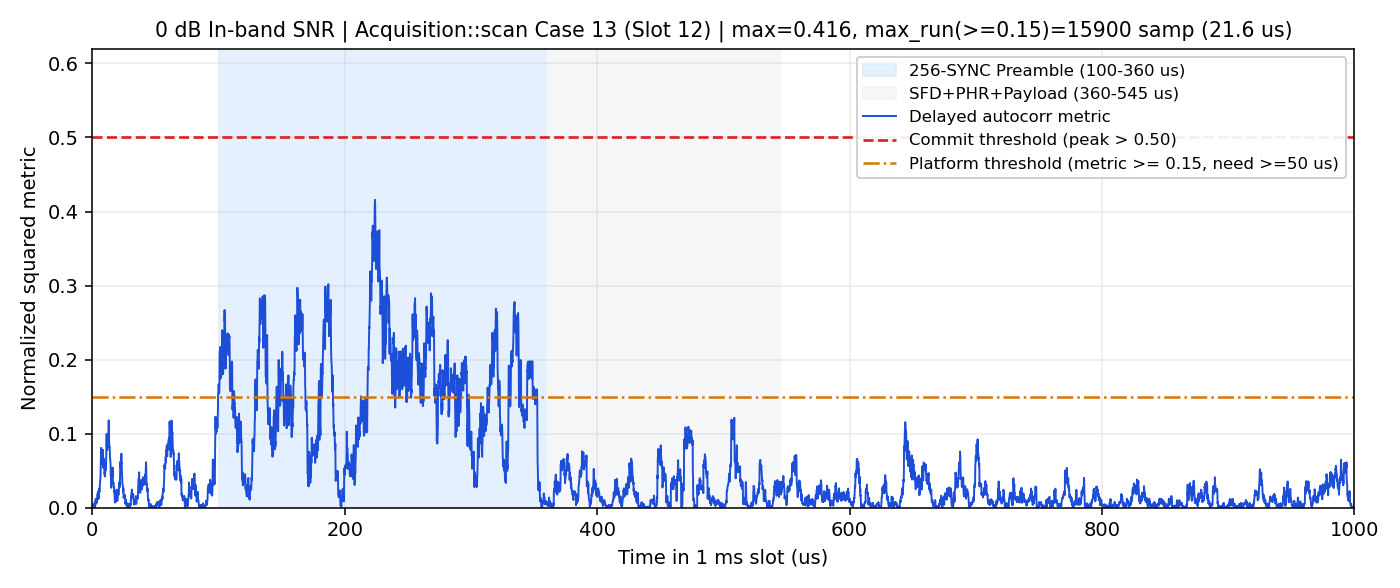 0 dB In-band SNR | Acquisition::scan Case 13 (Slot 12) | max=0.416, max_run(>=0.15)=15900 samp (21.6 us)
Normalized squared metric
0.6
0.5
0.4
0.3
0.2
0.1
0.0
256-SYNC Preamble (100-360 us)
SFD+PHR+Payload (360-545 us)
Delayed autocorr metric
Commit threshold (peak > 0.50)
Platform threshold (metric >= 0.15, need >=50 us)
0 200 400 600 800 1000
Time in 1 ms slot (us)